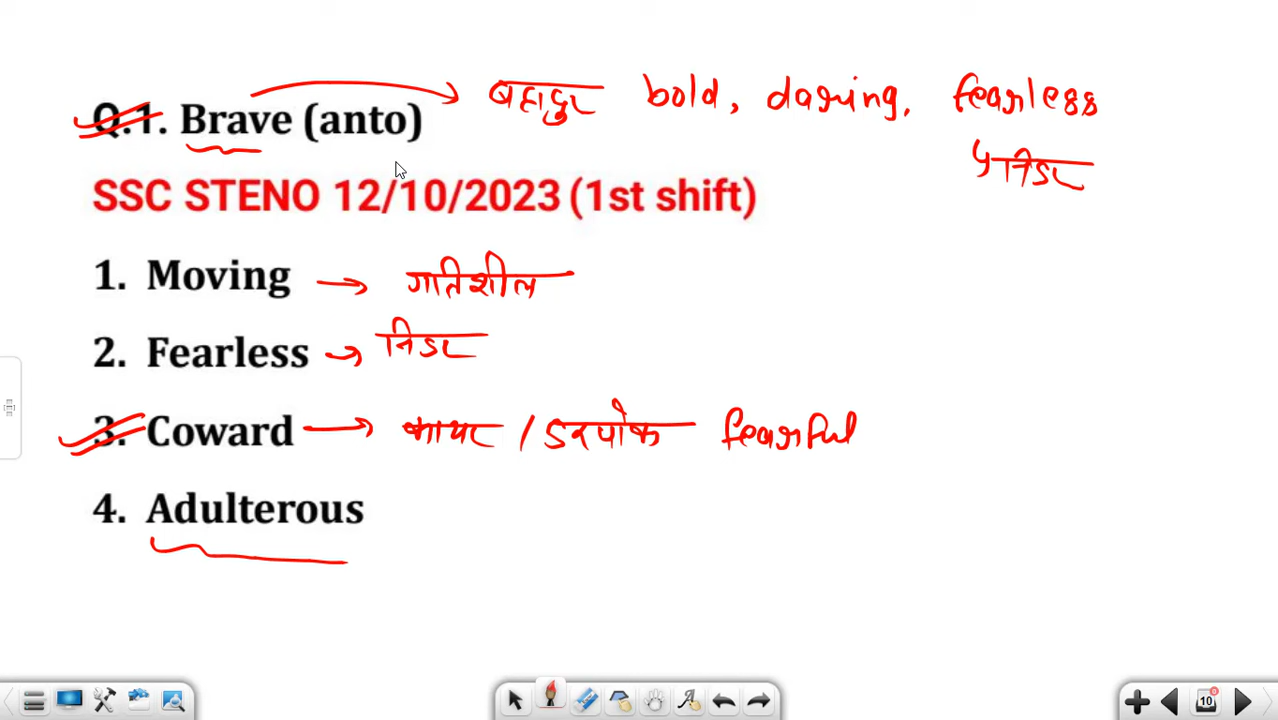 Q.1. Brave (anto) बहादुर bold, daring, fearless
निडर
SSC STENO 12/10/2023 (1st shift)
1. Moving → गतिशील
2. Fearless → निडर
3. Coward → कायर / डरपोक fearful
4. Adulterous
10